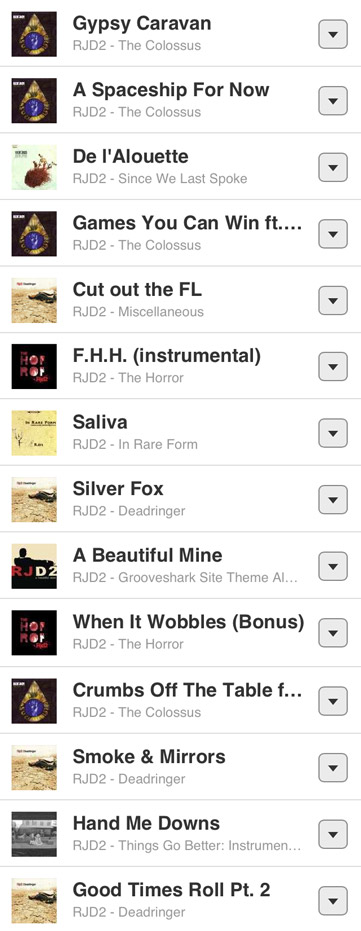 Gypsy Caravan
RJD2 - The Colossus
A Spaceship For Now
RJD2 - The Colossus
De l'Alouette
RJD2 - Since We Last Spoke
Games You Can Win ft....
RJD2 - The Colossus
Cut out the FL
RJD2 - Miscellaneous
F.H.H. (instrumental)
RJD2 - The Horror
Saliva
RJD2 - In Rare Form
Silver Fox
RJD2 - Deadringer
RJD2
A Beautiful Mine
RJD2 - Grooveshark Site Theme Al...
When It Wobbles (Bonus)
RJD2 - The Horror
Crumbs Off The Table f...
RJD2 - The Colossus
Smoke & Mirrors
RJD2 - Deadringer
Hand Me Downs
RJD2 - Things Go Better: Instrumen...
Good Times Roll Pt. 2
RJD2 - Deadringer